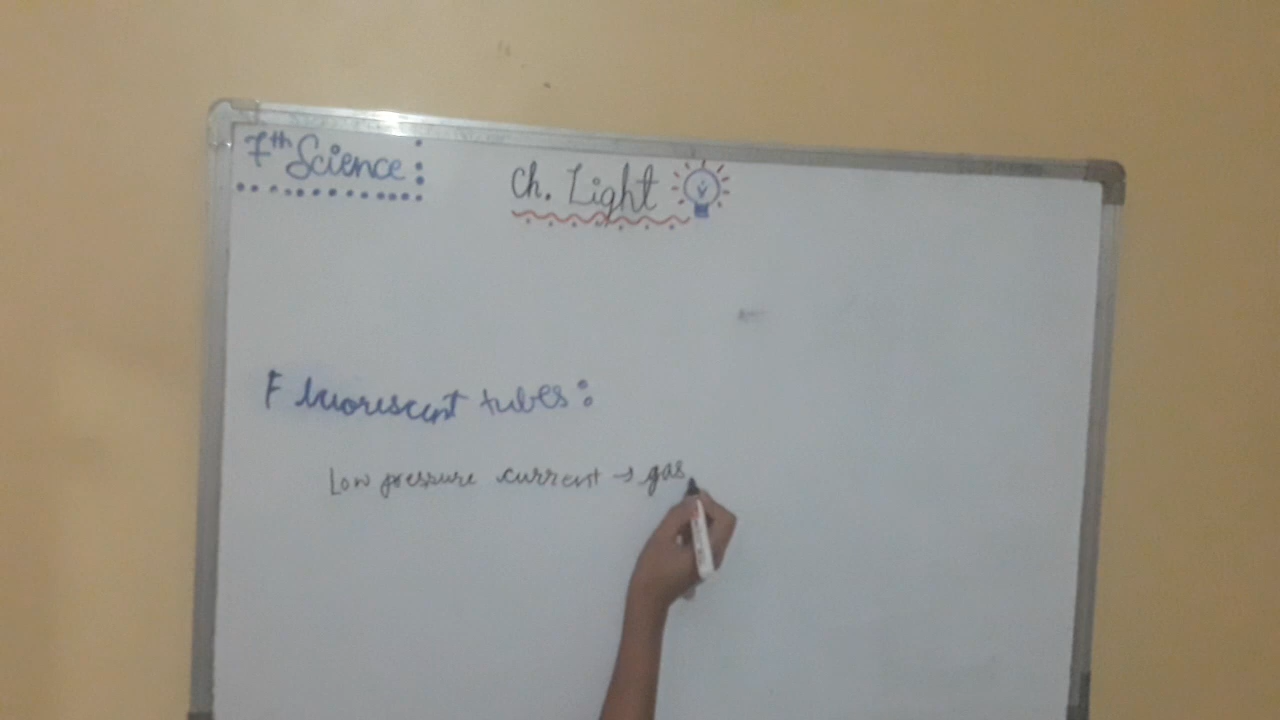 7th Science:
Ch. Light
Fluorescent tubes:
Low pressure current → gas